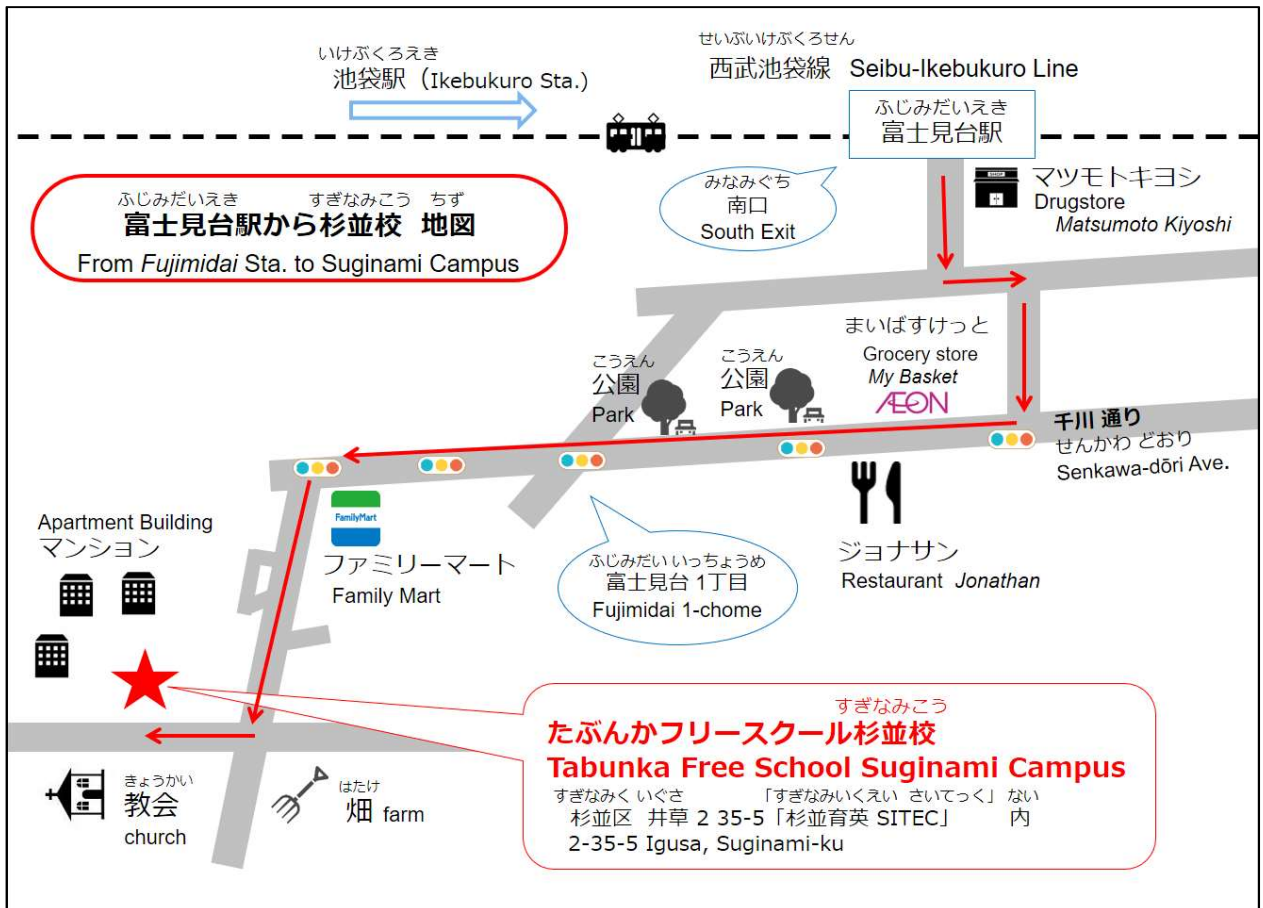 いけぶくろえき
池袋駅（Ikebukuro Sta.）
せいぶいけぶくろせん
西武池袋線 Seibu-Ikebukuro Line
ふじみだいえき
富士見台駅
みなみぐち
南口
South Exit
SHOP
マツモトキヨシ
Drugstore
Matsumoto Kiyoshi
ふじみだいえき すぎなみこう ちず
富士見台駅から杉並校 地図
From Fujimidai Sta. to Suginami Campus
まいばすけっと
Grocery store
My Basket
ÆON
こうえん
公園
Park
こうえん
公園
Park
千川 通り
せんかわ どおり
Senkawa-dōri Ave.
Apartment Building
マンション
FamilyMart
ファミリーマート
Family Mart
ふじみだい いっちょうめ
富士見台 1丁目
Fujimidai 1-chome
ジョナサン
Restaurant Jonathan
すぎなみこう
たぶんかフリースクール杉並校
Tabunka Free School Suginami Campus
すぎなみく いぐさ 「すぎなみいくえい さいてっく」 ない
杉並区 井草 2 35-5「杉並育英 SITEC」 内
2-35-5 Igusa, Suginami-ku
きょうかい
教会
church
はたけ
畑 farm